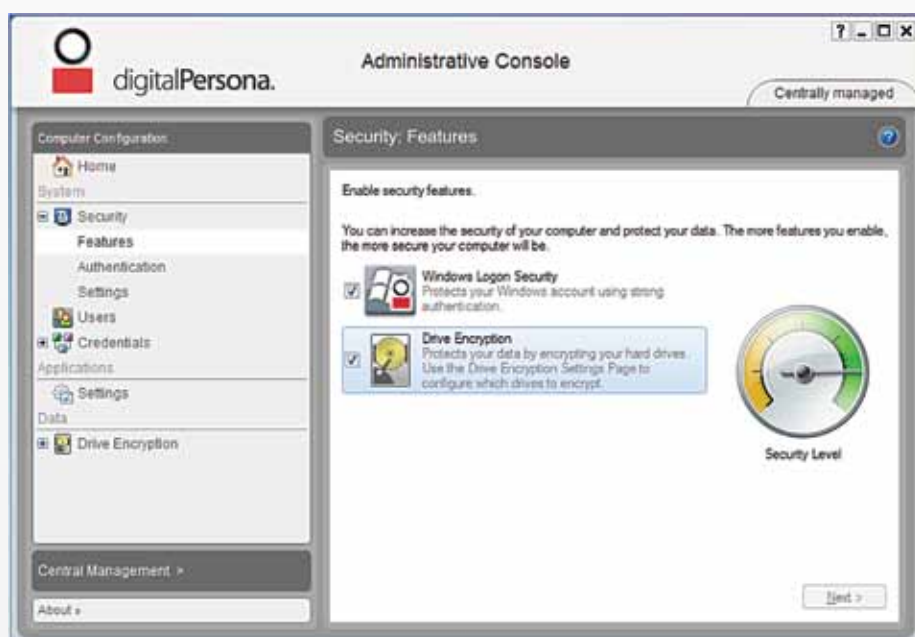 digitalPersona.
Administrative Console
Centrally managed
Computer Configuration
Home
System
Security
Features
Authentication
Settings
Users
Credentials
Applications
Settings
Data
Drive Encryption
Central Management »
About »
Security: Features
Enable security features.
You can increase the security of your computer and protect your data. The more features you enable,
the more secure your computer will be.
Windows Logon Security
Protects your Windows account using strong
authentication.
Drive Encryption
Protects your data by encrypting your hard drives.
Use the Drive Encryption Settings Page to
configure which drives to encrypt.
Security Level
Next >